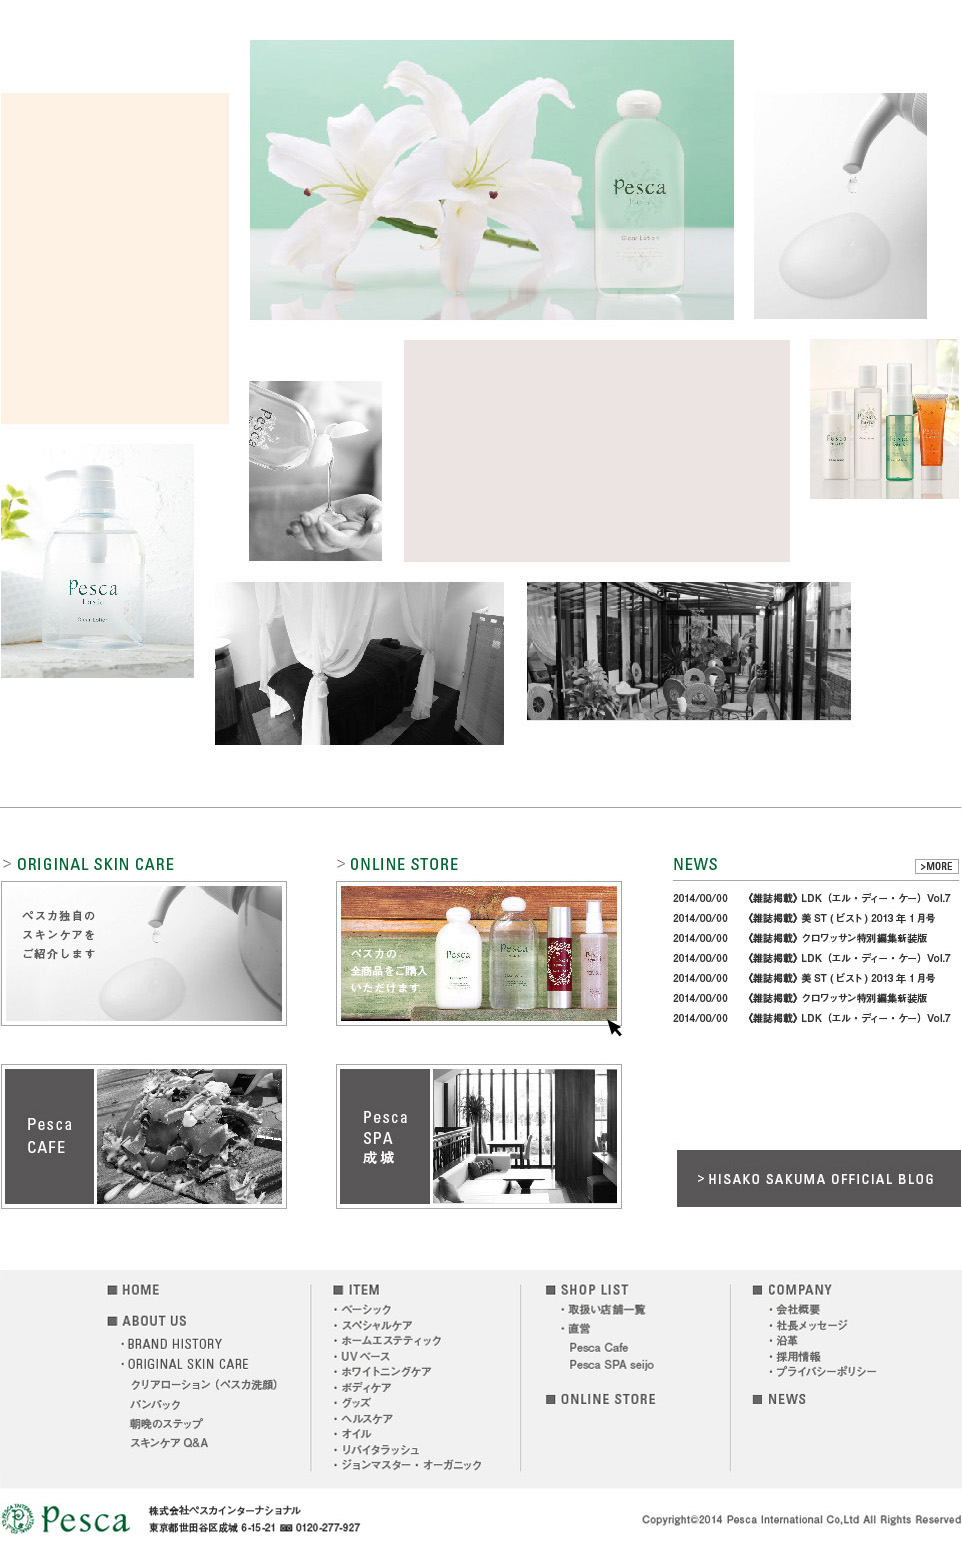 Pesca
Clear Lotion
Pesca
Pesca
basic
Clear Lotion
> ORIGINAL SKIN CARE
ペスカ独自の
スキンケアを
ご紹介します
> ONLINE STORE
ペスカの
全商品をご購入
いただけます
NEWS
>MORE
2014/00/00 《雑誌掲載》 LDK（エル・ディー・ケー）Vol.7
2014/00/00 《雑誌掲載》 美 ST ( ビスト ) 2013 年 1 月号
2014/00/00 《雑誌掲載》 クロワッサン特別編集新装版
2014/00/00 《雑誌掲載》 LDK（エル・ディー・ケー）Vol.7
2014/00/00 《雑誌掲載》 美 ST ( ビスト ) 2013 年 1 月号
2014/00/00 《雑誌掲載》 クロワッサン特別編集新装版
2014/00/00 《雑誌掲載》 LDK（エル・ディー・ケー）Vol.7
Pesca
CAFE
Pesca
SPA
成城
> HISAKO SAKUMA OFFICIAL BLOG
■ HOME
■ ABOUT US
・BRAND HISTORY
・ORIGINAL SKIN CARE
クリアローション（ペスカ洗顔）
バンパック
朝晩のステップ
スキンケア Q&A
■ ITEM
・ベーシック
・スペシャルケア
・ホームエステティック
・UV ベース
・ホワイトニングケア
・ボディケア
・グッズ
・ヘルスケア
・オイル
・リバイタラッシュ
・ジョンマスター・オーガニック
■ SHOP LIST
・取扱い店舗一覧
・直営
Pesca Cafe
Pesca SPA seijo
■ ONLINE STORE
■ COMPANY
・会社概要
・社長メッセージ
・沿革
・採用情報
・プライバシーポリシー
■ NEWS
Pesca
株式会社ペスカインターナショナル
東京都世田谷区成城 6-15-21 0120-277-927
Copyright©2014 Pesca International Co,Ltd All Rights Reserved